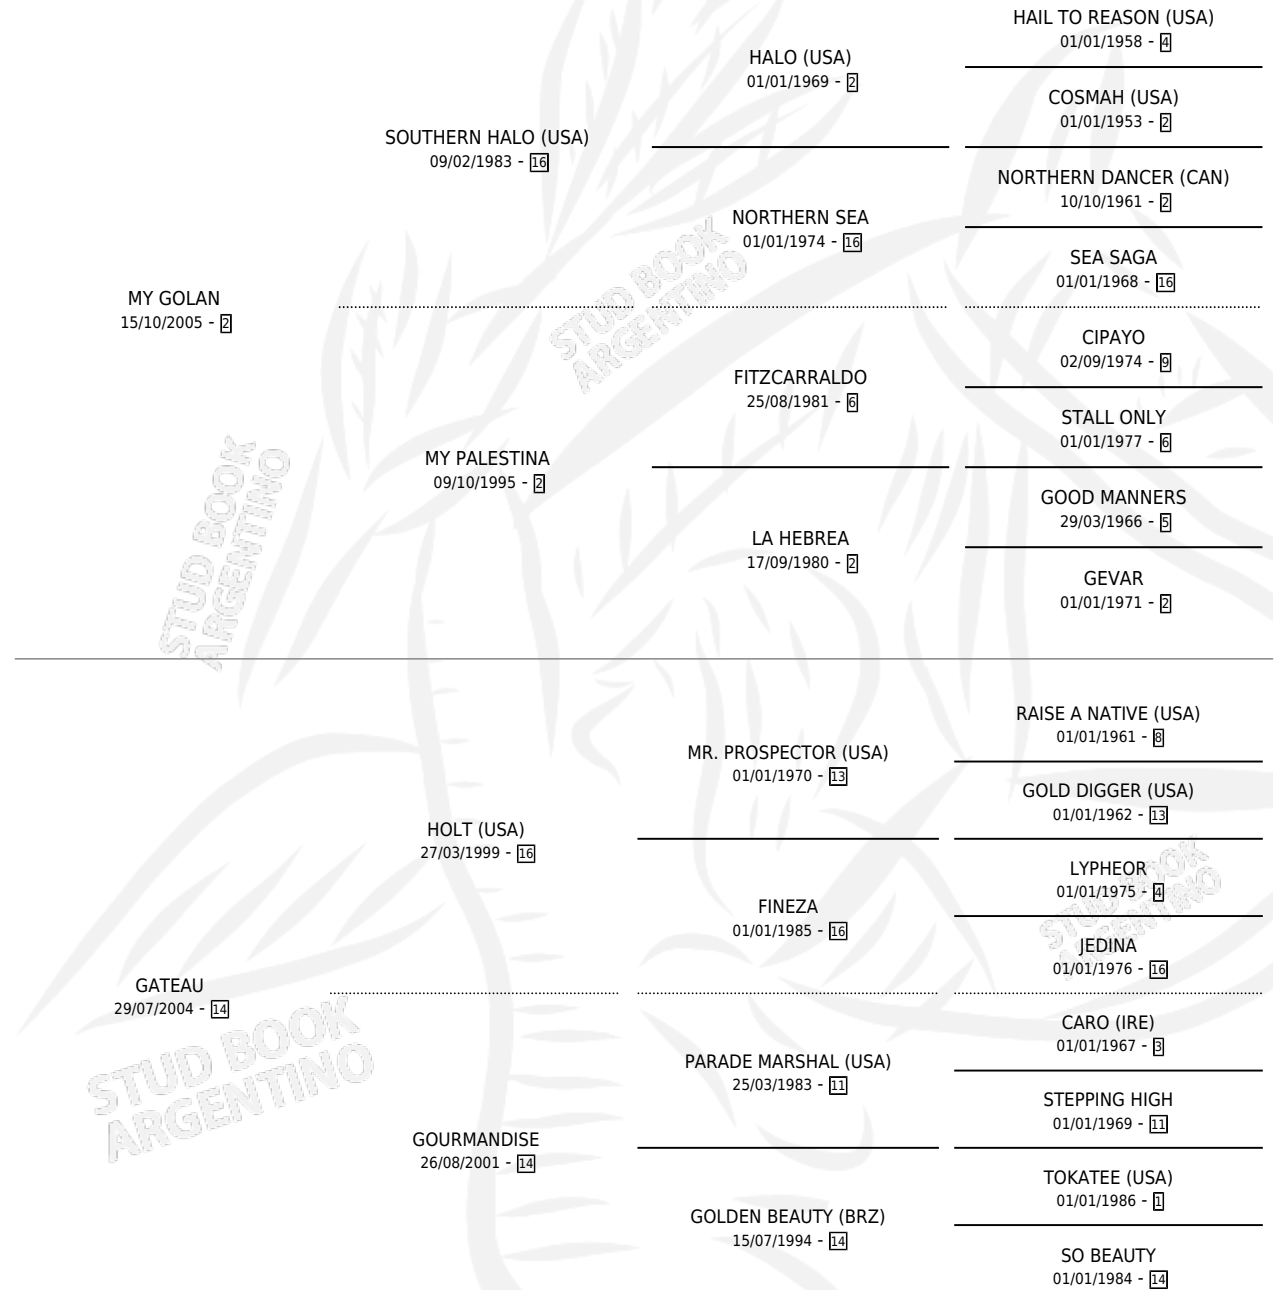 HAIL TO REASON (USA)
01/01/1958 - 4
HALO (USA)
01/01/1969 - 2
COSMAH (USA)
01/01/1953 - 2
SOUTHERN HALO (USA)
09/02/1983 - 16
NORTHERN DANCER (CAN)
10/10/1961 - 2
NORTHERN SEA
01/01/1974 - 16
SEA SAGA
01/01/1968 - 16
MY GOLAN
15/10/2005 - 2
STUD BOOK
ARGENTINO
CIPAYO
02/09/1974 - 9
FITZCARRALDO
25/08/1981 - 6
STALL ONLY
01/01/1977 - 6
MY PALESTINA
09/10/1995 - 2
GOOD MANNERS
29/03/1966 - 5
LA HEBREA
17/09/1980 - 2
GEVAR
01/01/1971 - 2
STUD BOOK
ARGENTINO
RAISE A NATIVE (USA)
01/01/1961 - 8
MR. PROSPECTOR (USA)
01/01/1970 - 13
GOLD DIGGER (USA)
01/01/1962 - 13
HOLT (USA)
27/03/1999 - 16
LYPHEOR
01/01/1975 - 4
FINEZA
01/01/1985 - 16
STUD BOOK
ARGENTINO
JEDINA
01/01/1976 - 16
GATEAU
29/07/2004 - 14
CARO (IRE)
01/01/1967 - 3
PARADE MARSHAL (USA)
25/03/1983 - 11
STUD BOOK
ARGENTINO
STEPPING HIGH
01/01/1969 - 11
GOURMANDISE
26/08/2001 - 14
TOKATEE (USA)
01/01/1986 - 1
GOLDEN BEAUTY (BRZ)
15/07/1994 - 14
SO BEAUTY
01/01/1984 - 14